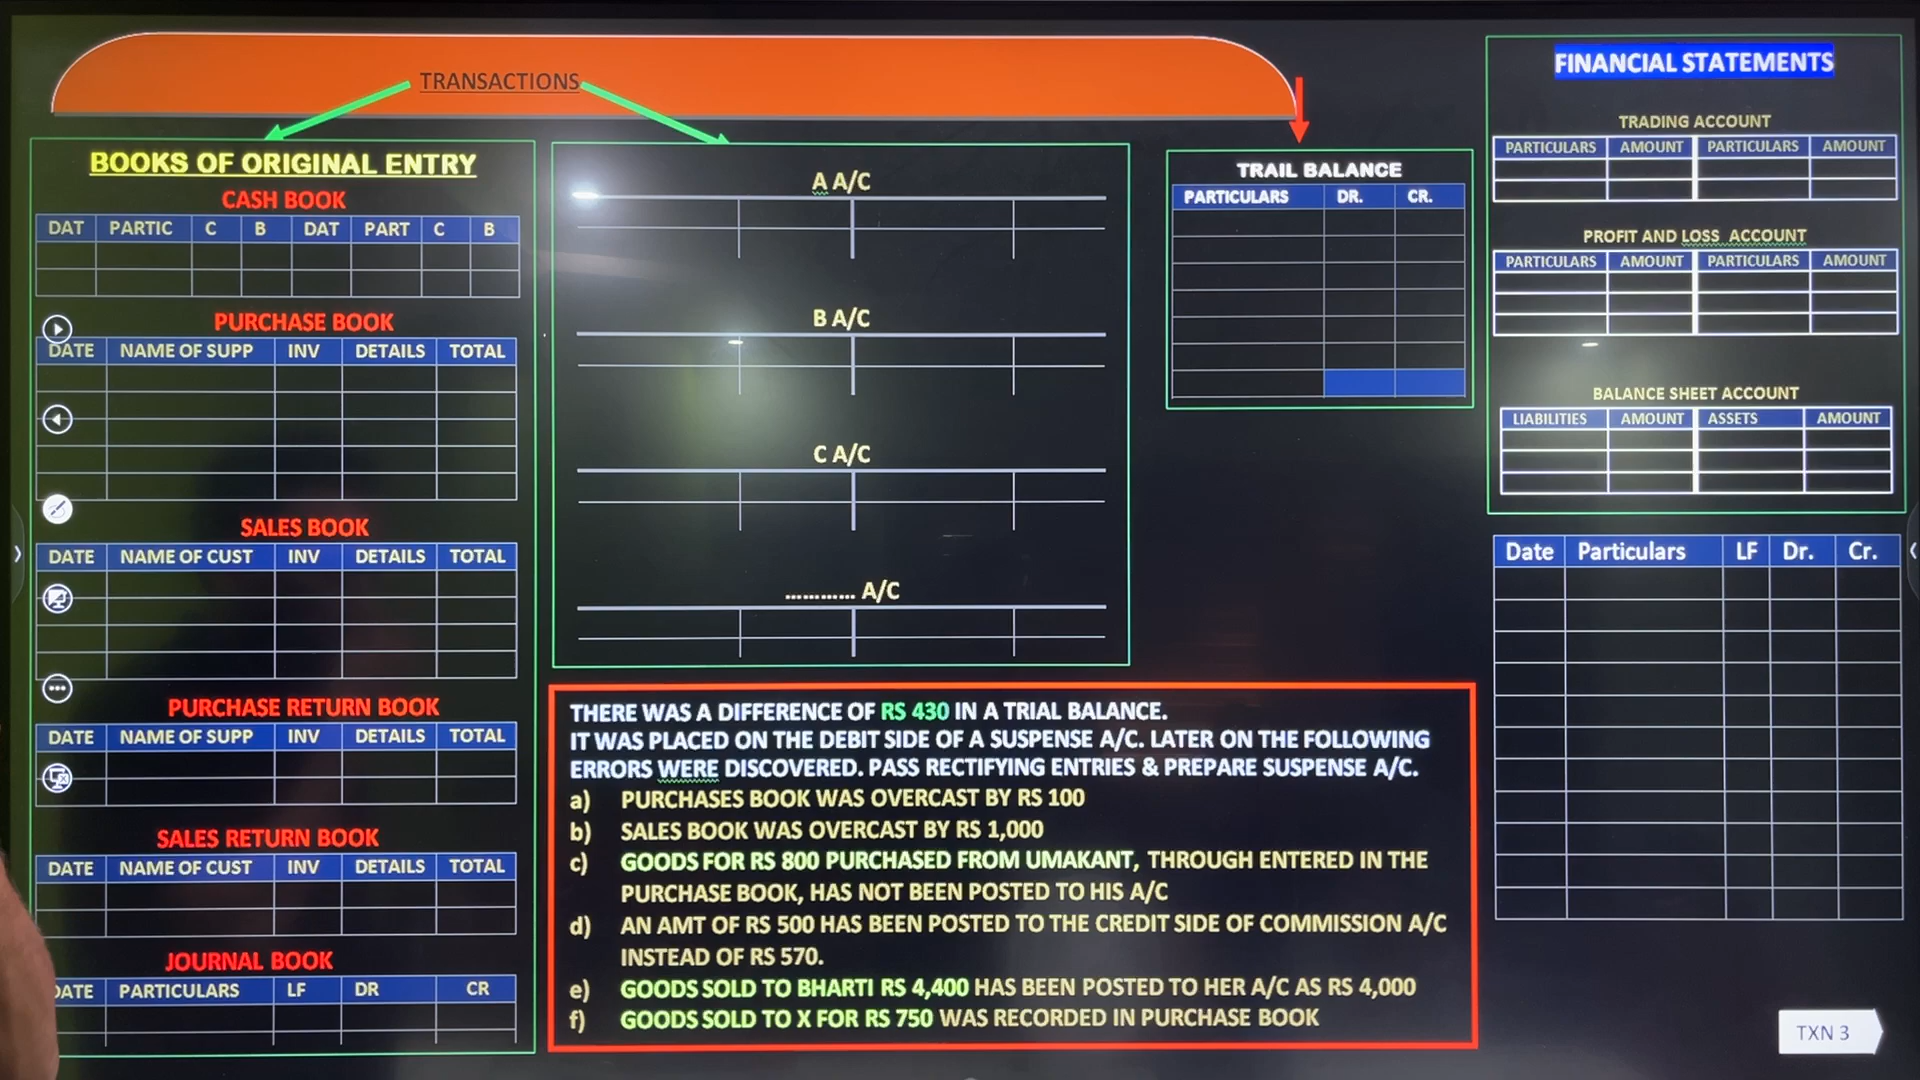 TRANSACTIONS
BOOKS OF ORIGINAL ENTRY
CASH BOOK
DAT PARTIC C B DAT PART C B
PURCHASE BOOK
DATE NAME OF SUPP INV DETAILS TOTAL
SALES BOOK
DATE NAME OF CUST INV DETAILS TOTAL
PURCHASE RETURN BOOK
DATE NAME OF SUPP INV DETAILS TOTAL
SALES RETURN BOOK
DATE NAME OF CUST INV DETAILS TOTAL
JOURNAL BOOK
DATE PARTICULARS LF DR CR
A A/C
B A/C
C A/C
............ A/C
TRAIL BALANCE
PARTICULARS DR. CR.
THERE WAS A DIFFERENCE OF RS 430 IN A TRIAL BALANCE.
IT WAS PLACED ON THE DEBIT SIDE OF A SUSPENSE A/C. LATER ON THE FOLLOWING
ERRORS WERE DISCOVERED. PASS RECTIFYING ENTRIES & PREPARE SUSPENSE A/C.
a) PURCHASES BOOK WAS OVERCAST BY RS 100
b) SALES BOOK WAS OVERCAST BY RS 1,000
c) GOODS FOR RS 800 PURCHASED FROM UMAKANT, THROUGH ENTERED IN THE
PURCHASE BOOK, HAS NOT BEEN POSTED TO HIS A/C
d) AN AMT OF RS 500 HAS BEEN POSTED TO THE CREDIT SIDE OF COMMISSION A/C
INSTEAD OF RS 570.
e) GOODS SOLD TO BHARTI RS 4,400 HAS BEEN POSTED TO HER A/C AS RS 4,000
f) GOODS SOLD TO X FOR RS 750 WAS RECORDED IN PURCHASE BOOK
FINANCIAL STATEMENTS
TRADING ACCOUNT
PARTICULARS AMOUNT PARTICULARS AMOUNT
PROFIT AND LOSS ACCOUNT
PARTICULARS AMOUNT PARTICULARS AMOUNT
BALANCE SHEET ACCOUNT
LIABILITIES AMOUNT ASSETS AMOUNT
Date Particulars LF Dr. Cr.
TXN 3